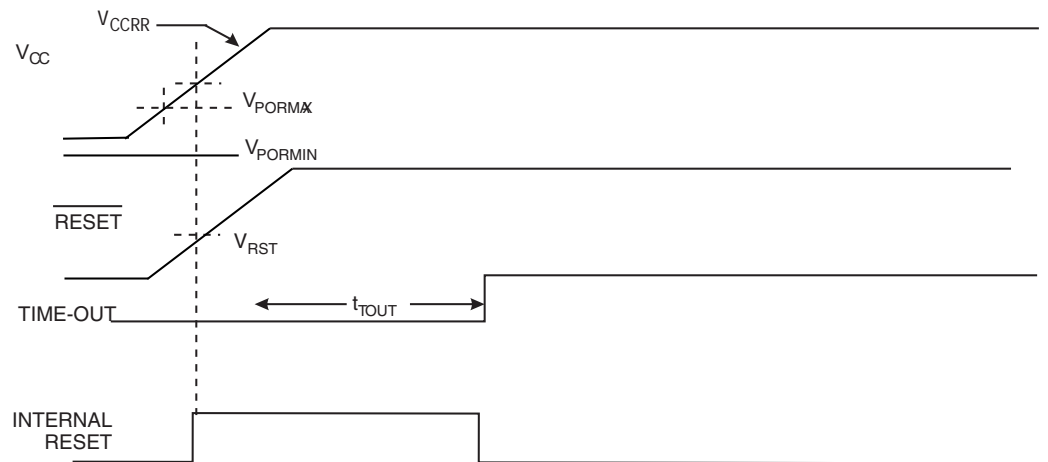 VCCRR
VCC
VPORMAX
VPORMIN
RESET
VRST
tTOUT
TIME-OUT
INTERNAL
RESET